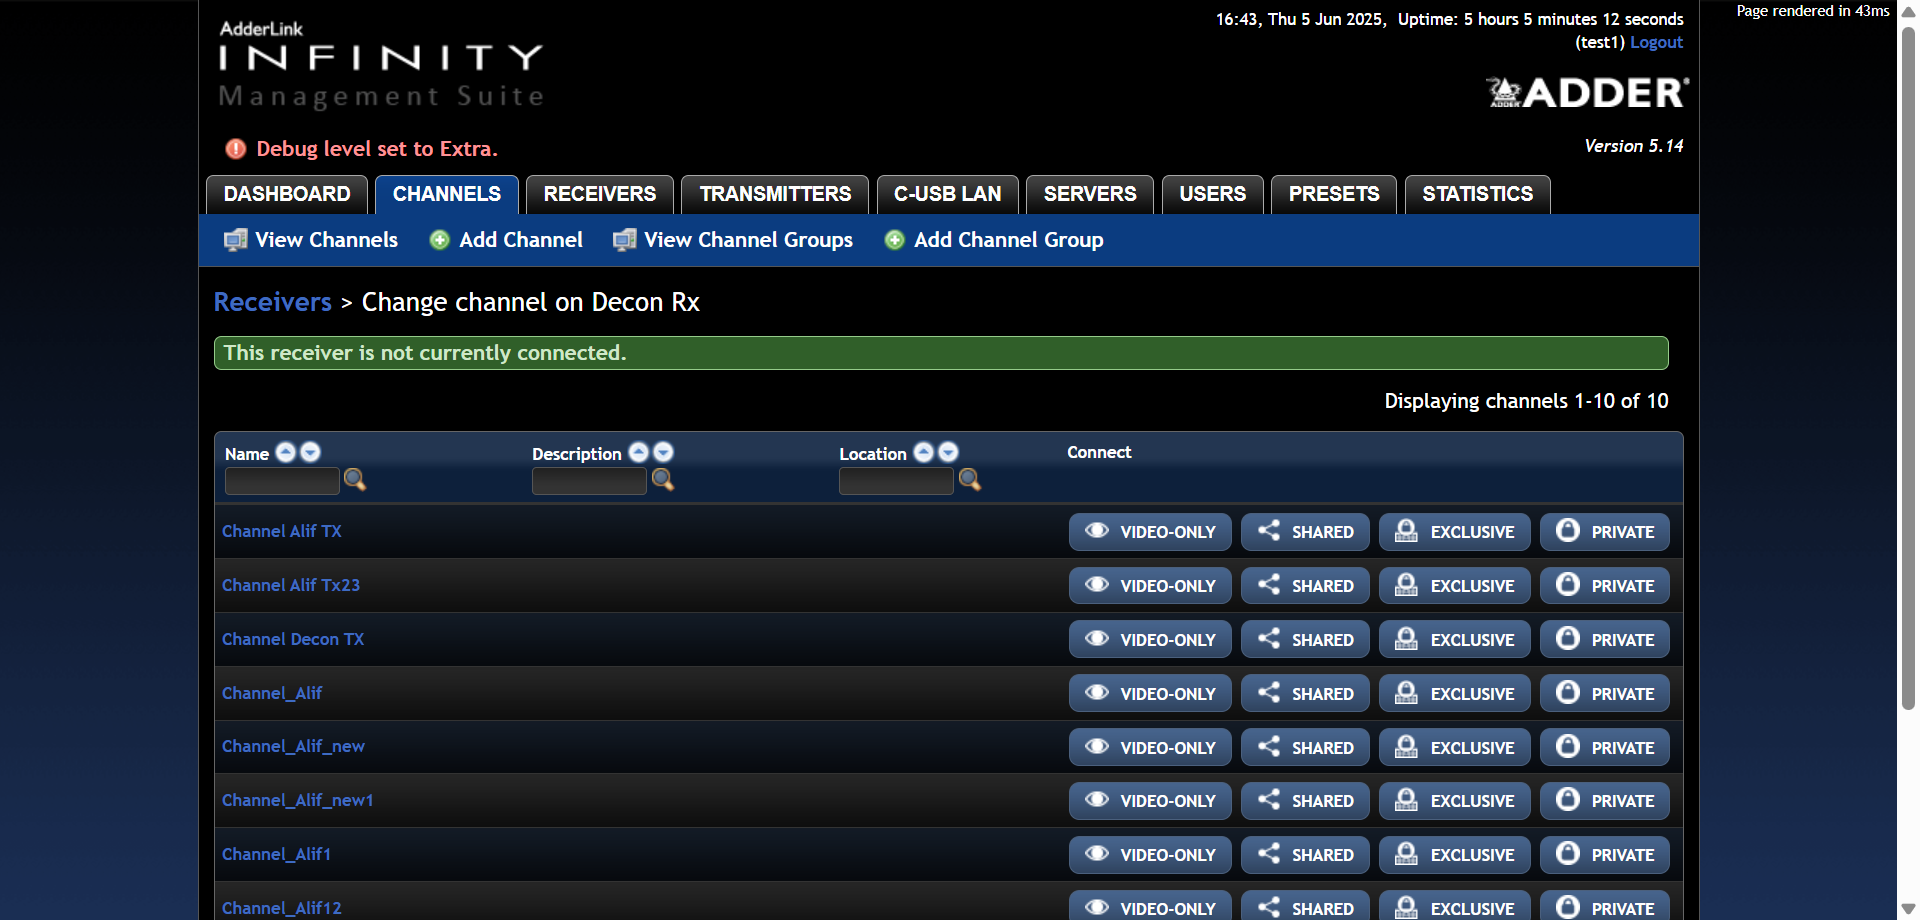 Page rendered in 43ms
16:43, Thu 5 Jun 2025, Uptime: 5 hours 5 minutes 12 seconds
(test1) Logout
AdderLink
INFINITY
Management Suite
ADDER
Debug level set to Extra.
Version 5.14
DASHBOARD CHANNELS RECEIVERS TRANSMITTERS C-USB LAN SERVERS USERS PRESETS STATISTICS
View Channels Add Channel View Channel Groups Add Channel Group
Receivers > Change channel on Decon Rx
This receiver is not currently connected.
Displaying channels 1-10 of 10
Name Description Location Connect
Channel Alif TX VIDEO-ONLY SHARED EXCLUSIVE PRIVATE
Channel Alif Tx23 VIDEO-ONLY SHARED EXCLUSIVE PRIVATE
Channel Decon TX VIDEO-ONLY SHARED EXCLUSIVE PRIVATE
Channel_Alif VIDEO-ONLY SHARED EXCLUSIVE PRIVATE
Channel_Alif_new VIDEO-ONLY SHARED EXCLUSIVE PRIVATE
Channel_Alif_new1 VIDEO-ONLY SHARED EXCLUSIVE PRIVATE
Channel_Alif1 VIDEO-ONLY SHARED EXCLUSIVE PRIVATE
Channel_Alif12 VIDEO-ONLY SHARED EXCLUSIVE PRIVATE